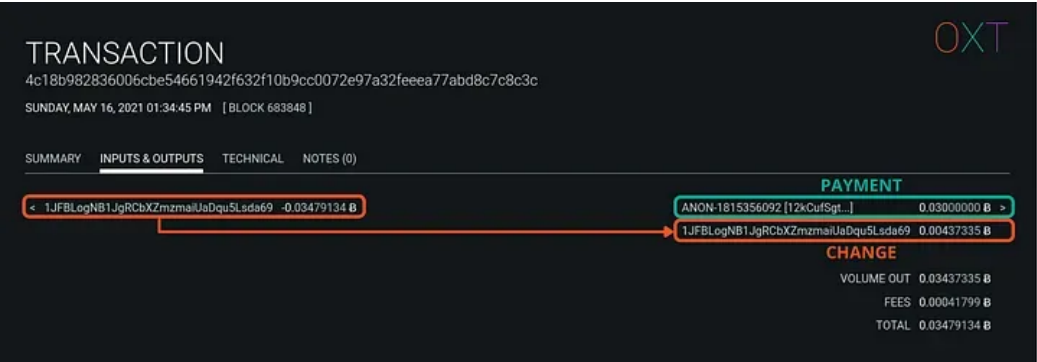 OXT
TRANSACTION
4c18b982836006cbe54661942f632f10b9cc0072e97a32feeea77abd8c7c8c3c
SUNDAY, MAY 16, 2021 01:34:45 PM [ BLOCK 683848 ]
SUMMARY INPUTS & OUTPUTS TECHNICAL NOTES (0)
PAYMENT
< 1JFBLogNB1JgRCbXZmzmaiUaDqu5Lsda69 -0.03479134 Ƀ
ANON-1815356092 [12kCufSgt...] 0.03000000 Ƀ >
1JFBLogNB1JgRCbXZmzmaiUaDqu5Lsda69 0.00437335 Ƀ
CHANGE
VOLUME OUT 0.03437335 Ƀ
FEES 0.00041799 Ƀ
TOTAL 0.03479134 Ƀ